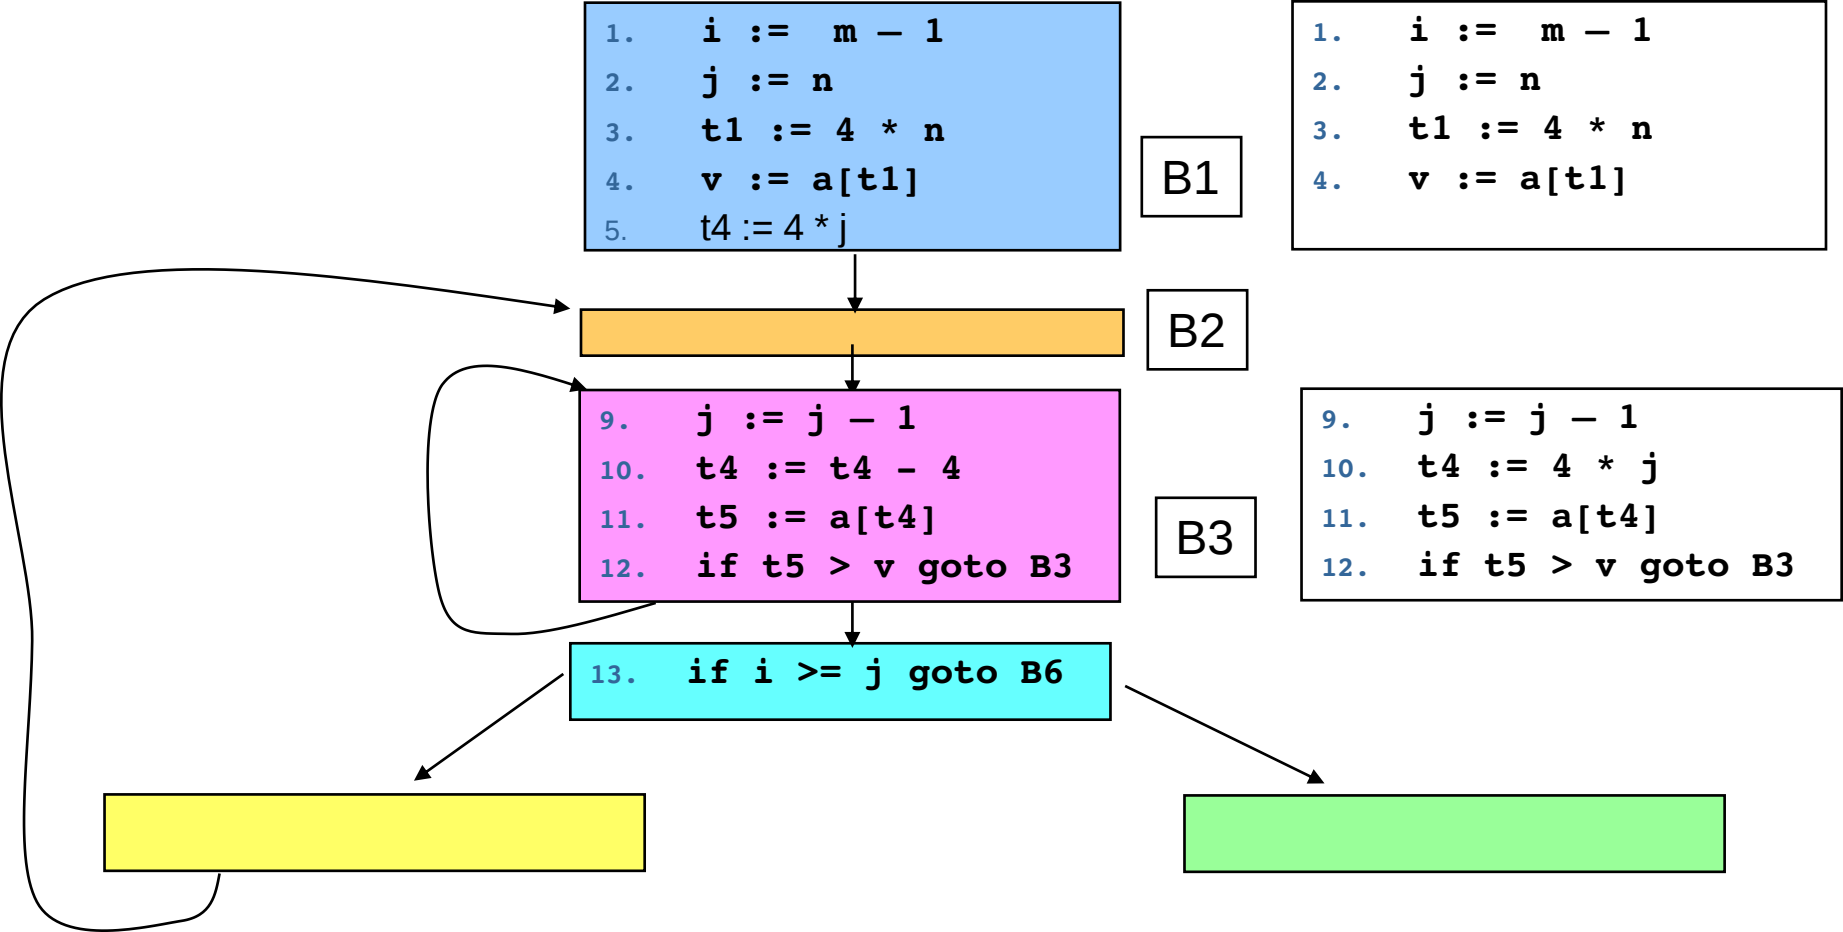 1. i := m – 1
2. j := n
3. t1 := 4 * n
4. v := a[t1]
5. t4 := 4 * j
B1
1. i := m – 1
2. j := n
3. t1 := 4 * n
4. v := a[t1]
B2
9. j := j – 1
10. t4 := t4 - 4
11. t5 := a[t4]
12. if t5 > v goto B3
B3
9. j := j – 1
10. t4 := 4 * j
11. t5 := a[t4]
12. if t5 > v goto B3
13. if i >= j goto B6